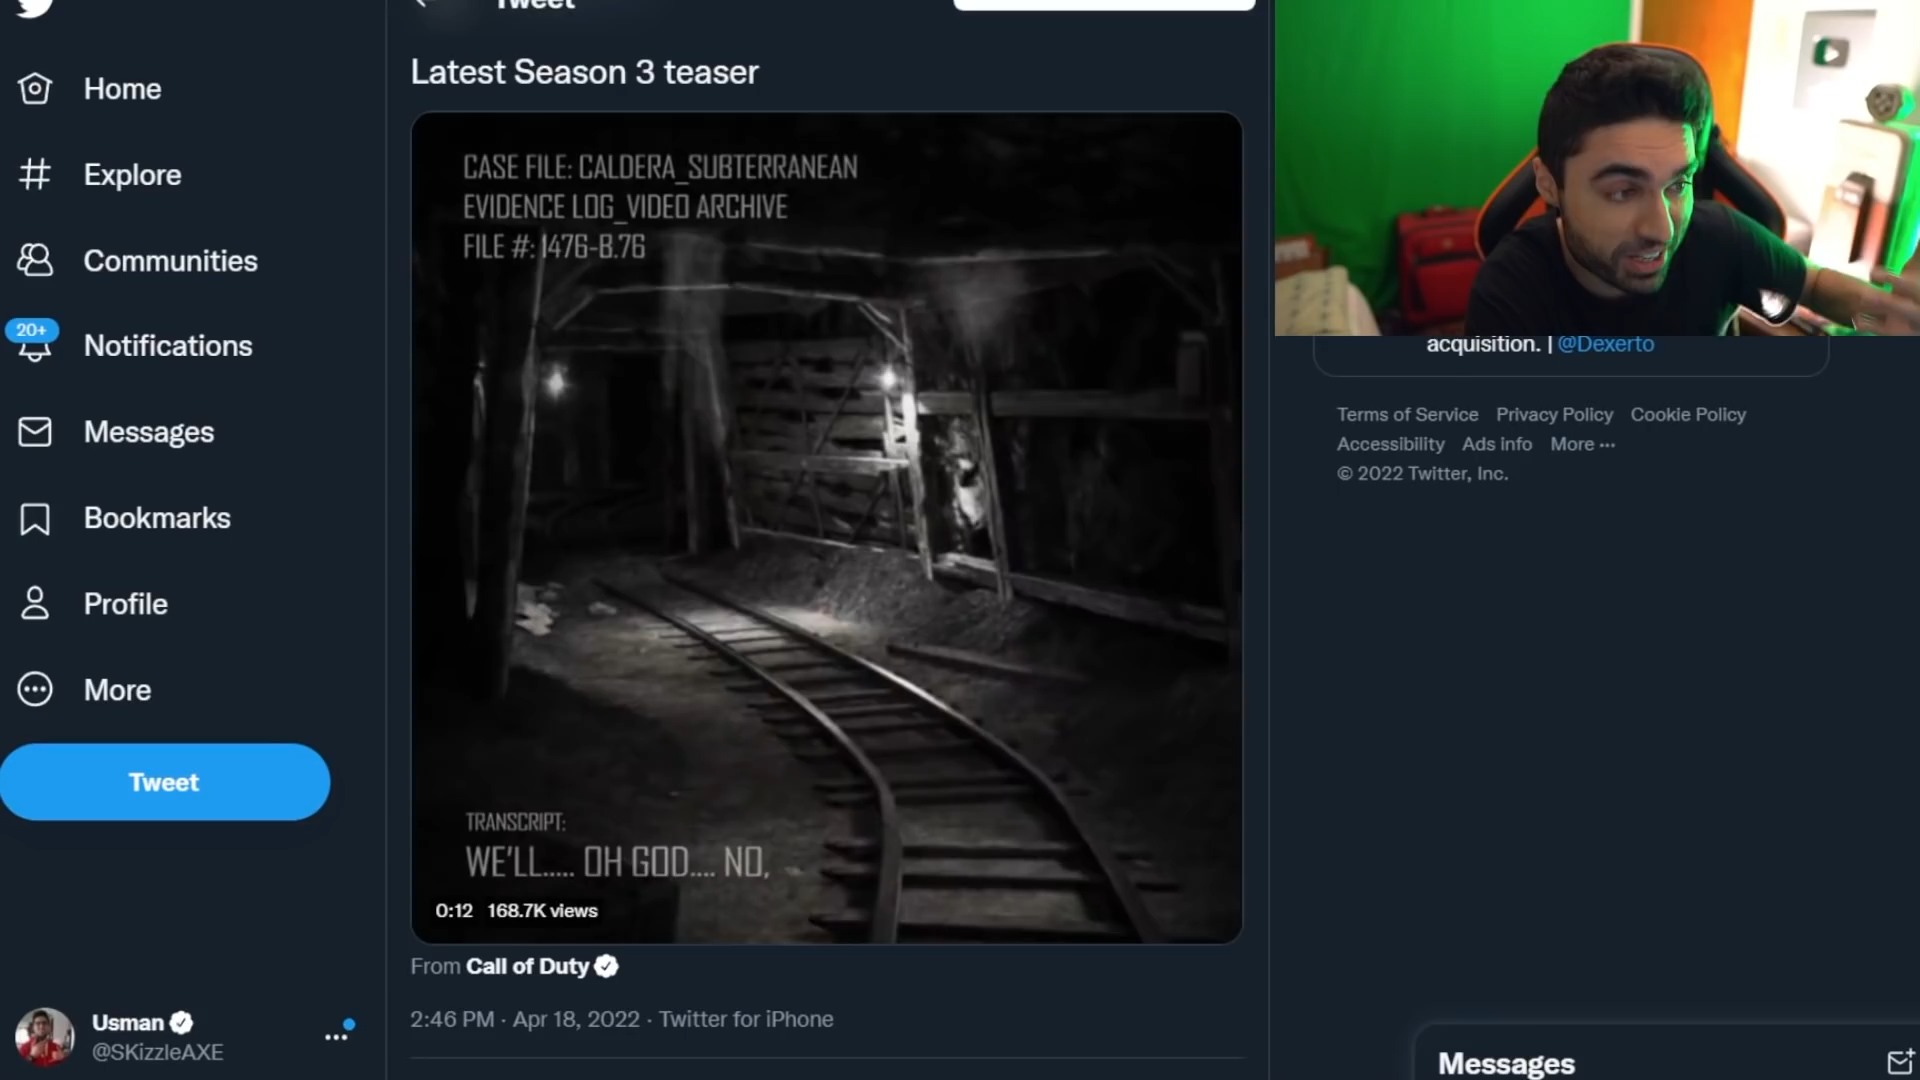 Tweet
Home
Explore
Communities
20+
Notifications
Messages
Bookmarks
Profile
More
Tweet
Usman
@SKizzleAXE
Latest Season 3 teaser
CASE FILE: CALDERA_SUBTERRANEAN
EVIDENCE LOG_VIDEO ARCHIVE
FILE #: 1476-B.76
TRANSCRIPT:
WE'LL..... OH GOD.... NO,
0:12 168.7K views
From Call of Duty
2:46 PM · Apr 18, 2022 · Twitter for iPhone
acquisition. | @Dexerto
Terms of Service Privacy Policy Cookie Policy
Accessibility Ads info More ···
© 2022 Twitter, Inc.
Messages